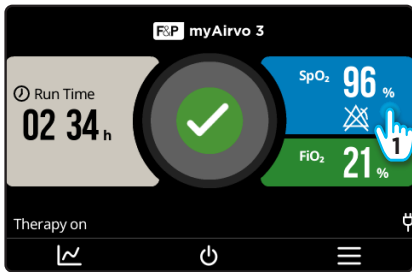 F&P myAirvo 3
Run Time
02 34 h
SpO₂ 96 %
1
FiO₂ 21 %
Therapy on